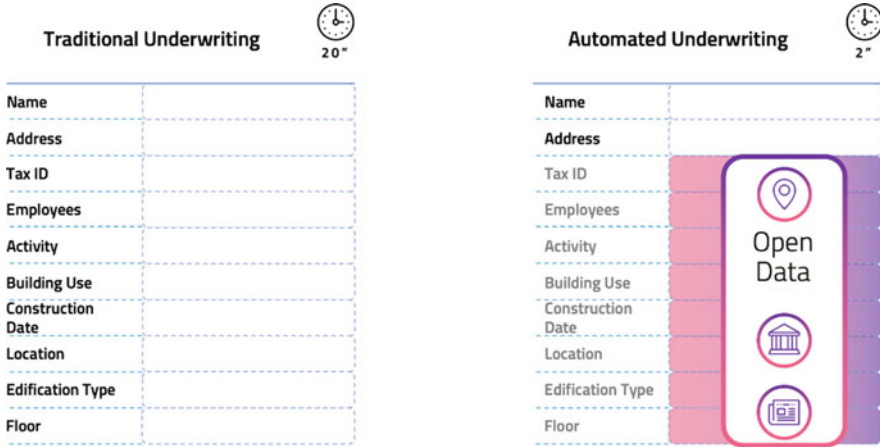 Traditional Underwriting
20”
Name
Address
Tax ID
Employees
Activity
Building Use
Construction
Date
Location
Edification Type
Floor
Automated Underwriting
2”
Name
Address
Tax ID
Employees
Activity
Building Use
Construction
Date
Location
Edification Type
Floor
Open
Data